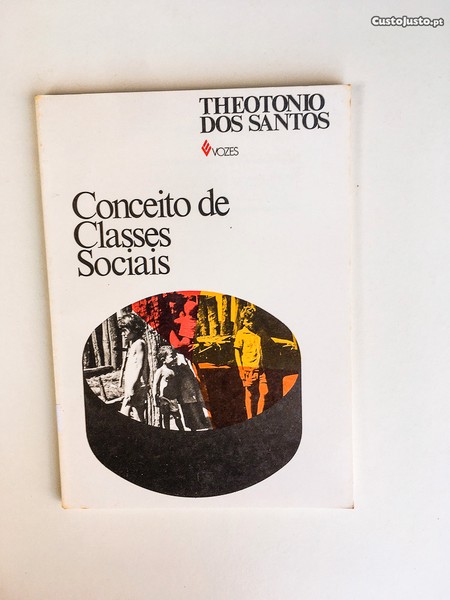 CustoJusto.pt
THEOTONIO
DOS SANTOS
VOZES
Conceito de
Classes
Sociais